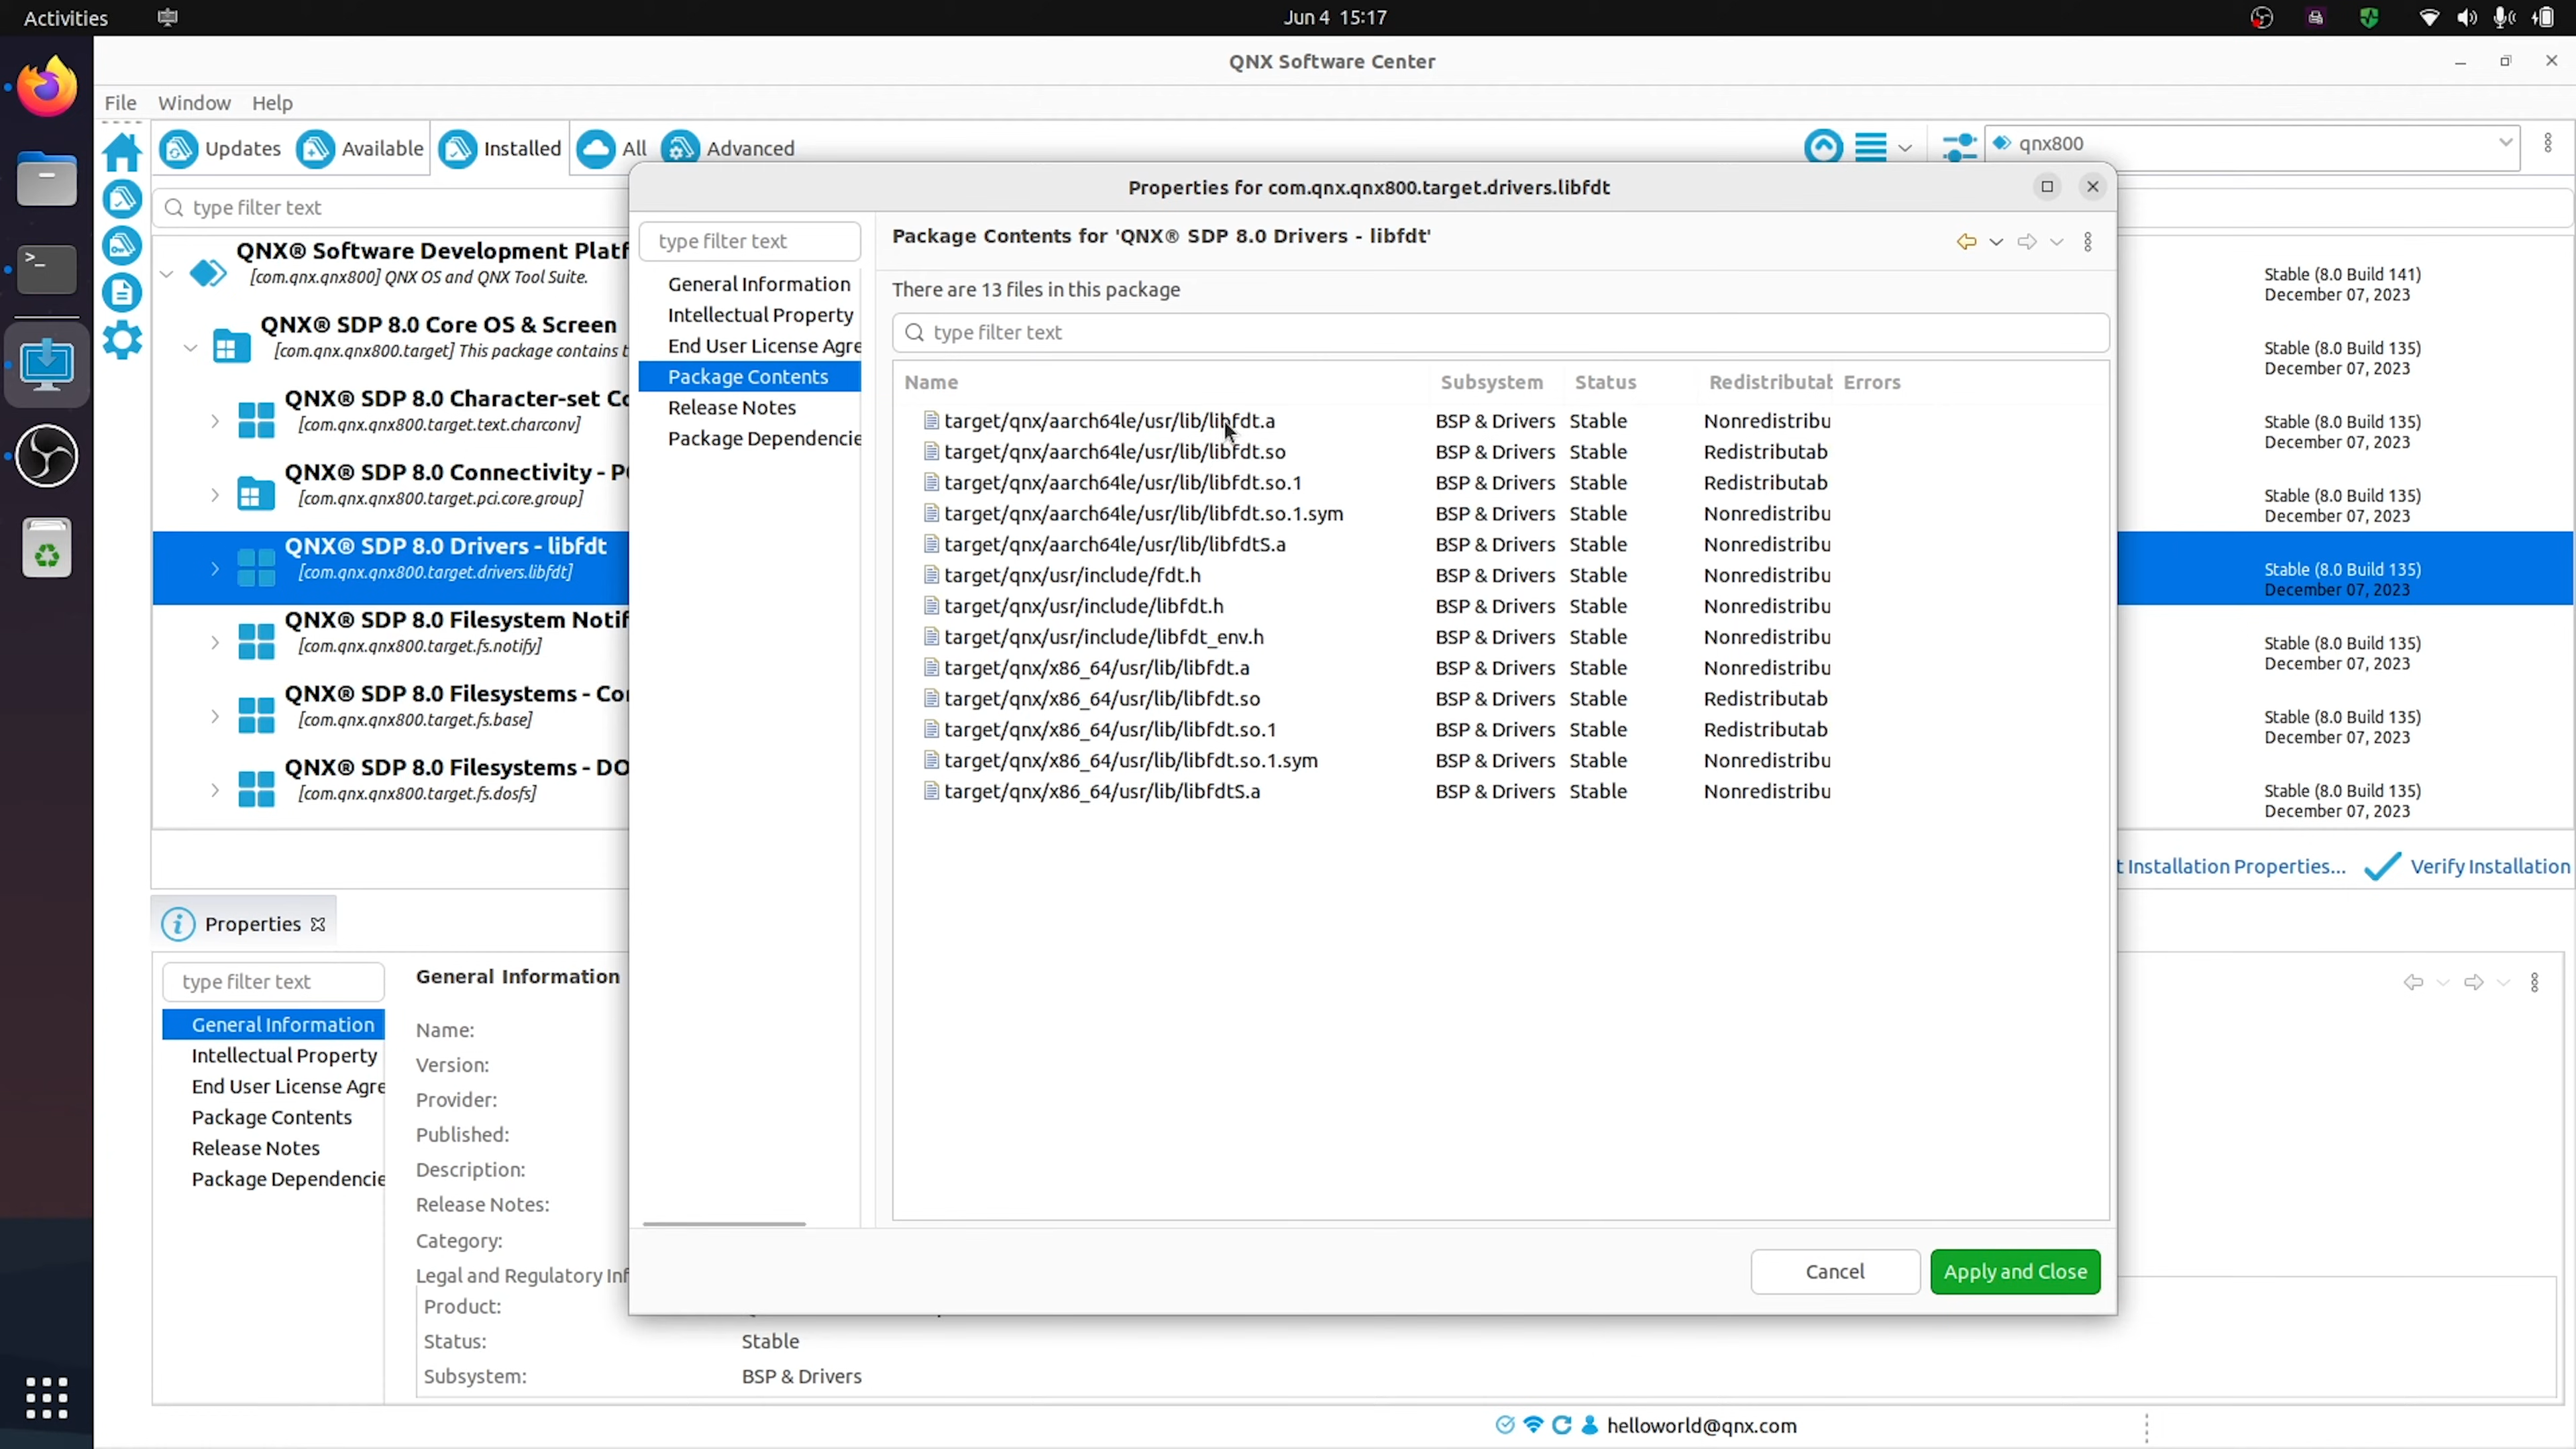 Activities
Jun 4 15:17
QNX Software Center
File Window Help
Updates Available Installed All Advanced
qnx800
type filter text
QNX® Software Development Platf
[com.qnx.qnx800] QNX OS and QNX Tool Suite.
QNX® SDP 8.0 Core OS & Screen
[com.qnx.qnx800.target] This package contains t
QNX® SDP 8.0 Character-set Co
[com.qnx.qnx800.target.text.charconv]
QNX® SDP 8.0 Connectivity - P
[com.qnx.qnx800.target.pci.core.group]
QNX® SDP 8.0 Drivers - libfdt
[com.qnx.qnx800.target.drivers.libfdt]
QNX® SDP 8.0 Filesystem Notif
[com.qnx.qnx800.target.fs.notify]
QNX® SDP 8.0 Filesystems - Co
[com.qnx.qnx800.target.fs.base]
QNX® SDP 8.0 Filesystems - DO
[com.qnx.qnx800.target.fs.dosfs]
Properties for com.qnx.qnx800.target.drivers.libfdt
type filter text
General Information
Intellectual Property
End User License Agre
Package Contents
Release Notes
Package Dependencie
Package Contents for 'QNX® SDP 8.0 Drivers - libfdt'
There are 13 files in this package
type filter text
Name Subsystem Status Redistributat Errors
target/qnx/aarch64le/usr/lib/libfdt.a BSP & Drivers Stable Nonredistribu
target/qnx/aarch64le/usr/lib/libfdt.so BSP & Drivers Stable Redistributab
target/qnx/aarch64le/usr/lib/libfdt.so.1 BSP & Drivers Stable Redistributab
target/qnx/aarch64le/usr/lib/libfdt.so.1.sym BSP & Drivers Stable Nonredistribu
target/qnx/aarch64le/usr/lib/libfdtS.a BSP & Drivers Stable Nonredistribu
target/qnx/usr/include/fdt.h BSP & Drivers Stable Nonredistribu
target/qnx/usr/include/libfdt.h BSP & Drivers Stable Nonredistribu
target/qnx/usr/include/libfdt_env.h BSP & Drivers Stable Nonredistribu
target/qnx/x86_64/usr/lib/libfdt.a BSP & Drivers Stable Nonredistribu
target/qnx/x86_64/usr/lib/libfdt.so BSP & Drivers Stable Redistributab
target/qnx/x86_64/usr/lib/libfdt.so.1 BSP & Drivers Stable Redistributab
target/qnx/x86_64/usr/lib/libfdt.so.1.sym BSP & Drivers Stable Nonredistribu
target/qnx/x86_64/usr/lib/libfdtS.a BSP & Drivers Stable Nonredistribu
Cancel Apply and Close
Stable (8.0 Build 141)
December 07, 2023
Stable (8.0 Build 135)
December 07, 2023
Stable (8.0 Build 135)
December 07, 2023
Stable (8.0 Build 135)
December 07, 2023
Stable (8.0 Build 135)
December 07, 2023
Stable (8.0 Build 135)
December 07, 2023
Stable (8.0 Build 135)
December 07, 2023
Stable (8.0 Build 135)
December 07, 2023
t Installation Properties... Verify Installation
Properties
type filter text
General Information
Intellectual Property
End User License Agre
Package Contents
Release Notes
Package Dependencie
General Information
Name:
Version:
Provider:
Published:
Description:
Release Notes:
Category:
Legal and Regulatory Inf
Product:
Status: Stable
Subsystem: BSP & Drivers
helloworld@qnx.com